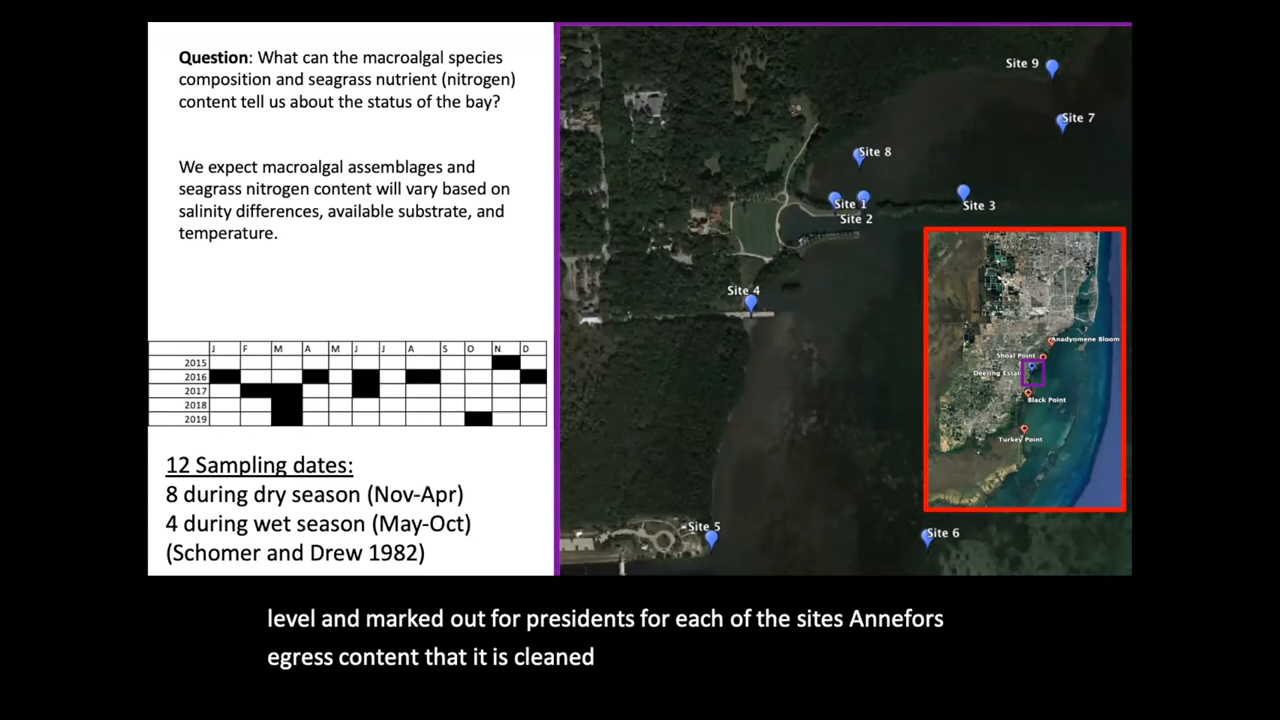 Question: What can the macroalgal species
composition and seagrass nutrient (nitrogen)
content tell us about the status of the bay?
We expect macroalgal assemblages and
seagrass nitrogen content will vary based on
salinity differences, available substrate, and
temperature.
J F M A M J J A S O N D
2015
2016
2017
2018
2019
12 Sampling dates:
8 during dry season (Nov-Apr)
4 during wet season (May-Oct)
(Schomer and Drew 1982)
Site 9
Site 7
Site 8
Site 1
Site 2
Site 3
Site 4
Site 5
Site 6
Anadyomene Bloom
Shoal Point
Deering Estate
Black Point
Turkey Point
level and marked out for presidents for each of the sites Annefors
egress content that it is cleaned